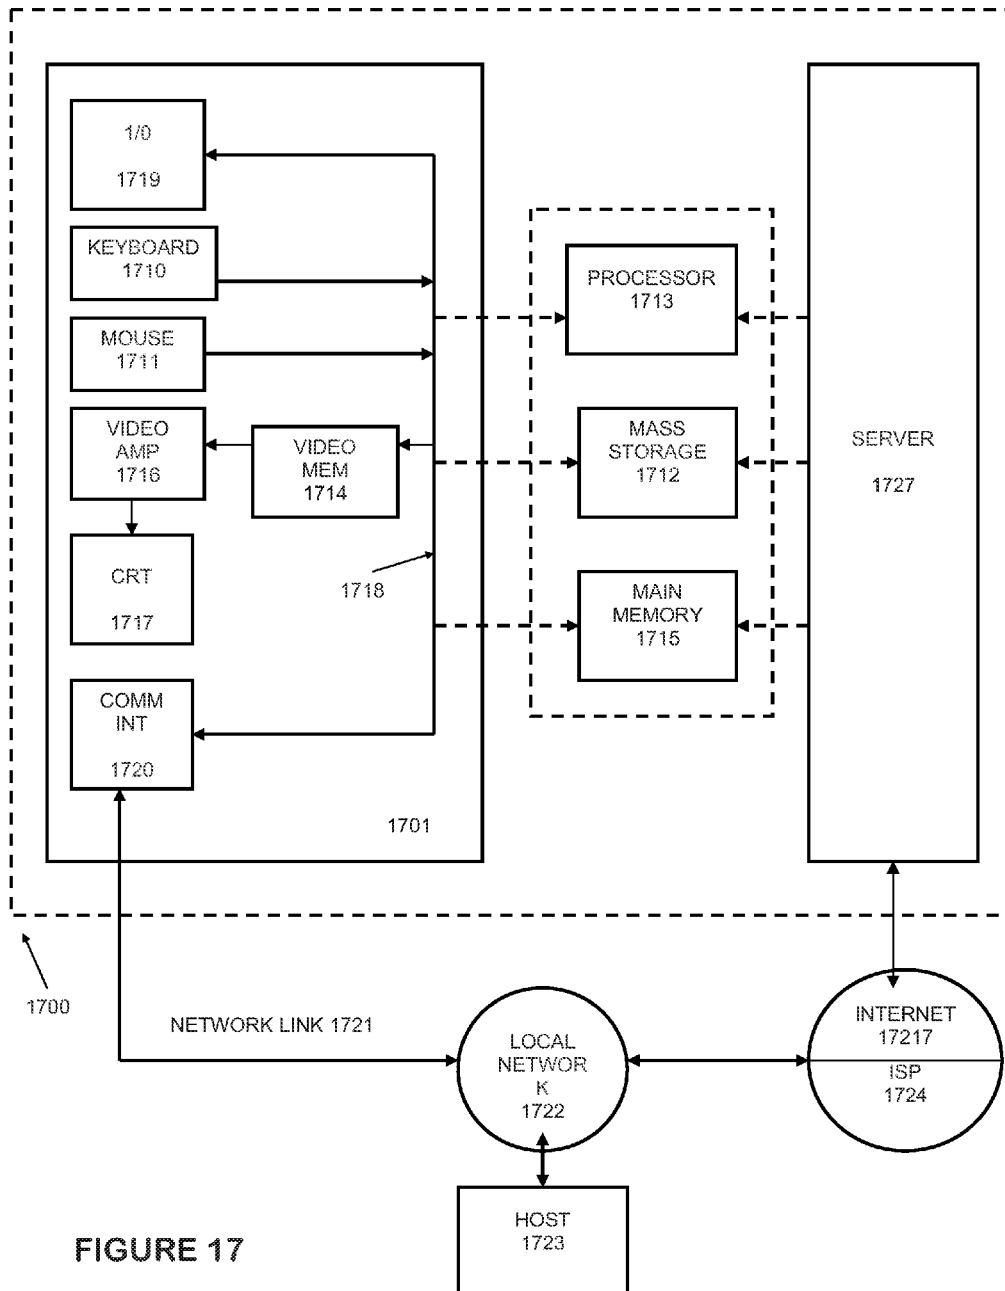 1/0
1719
KEYBOARD
1710
MOUSE
1711
VIDEO
AMP
1716
VIDEO
MEM
1714
CRT
1717
1718
COMM
INT
1720
1701
PROCESSOR
1713
MASS
STORAGE
1712
MAIN
MEMORY
1715
SERVER
1727
1700
NETWORK LINK 1721
LOCAL
NETWOR
K
1722
INTERNET
17217
ISP
1724
HOST
1723
FIGURE 17